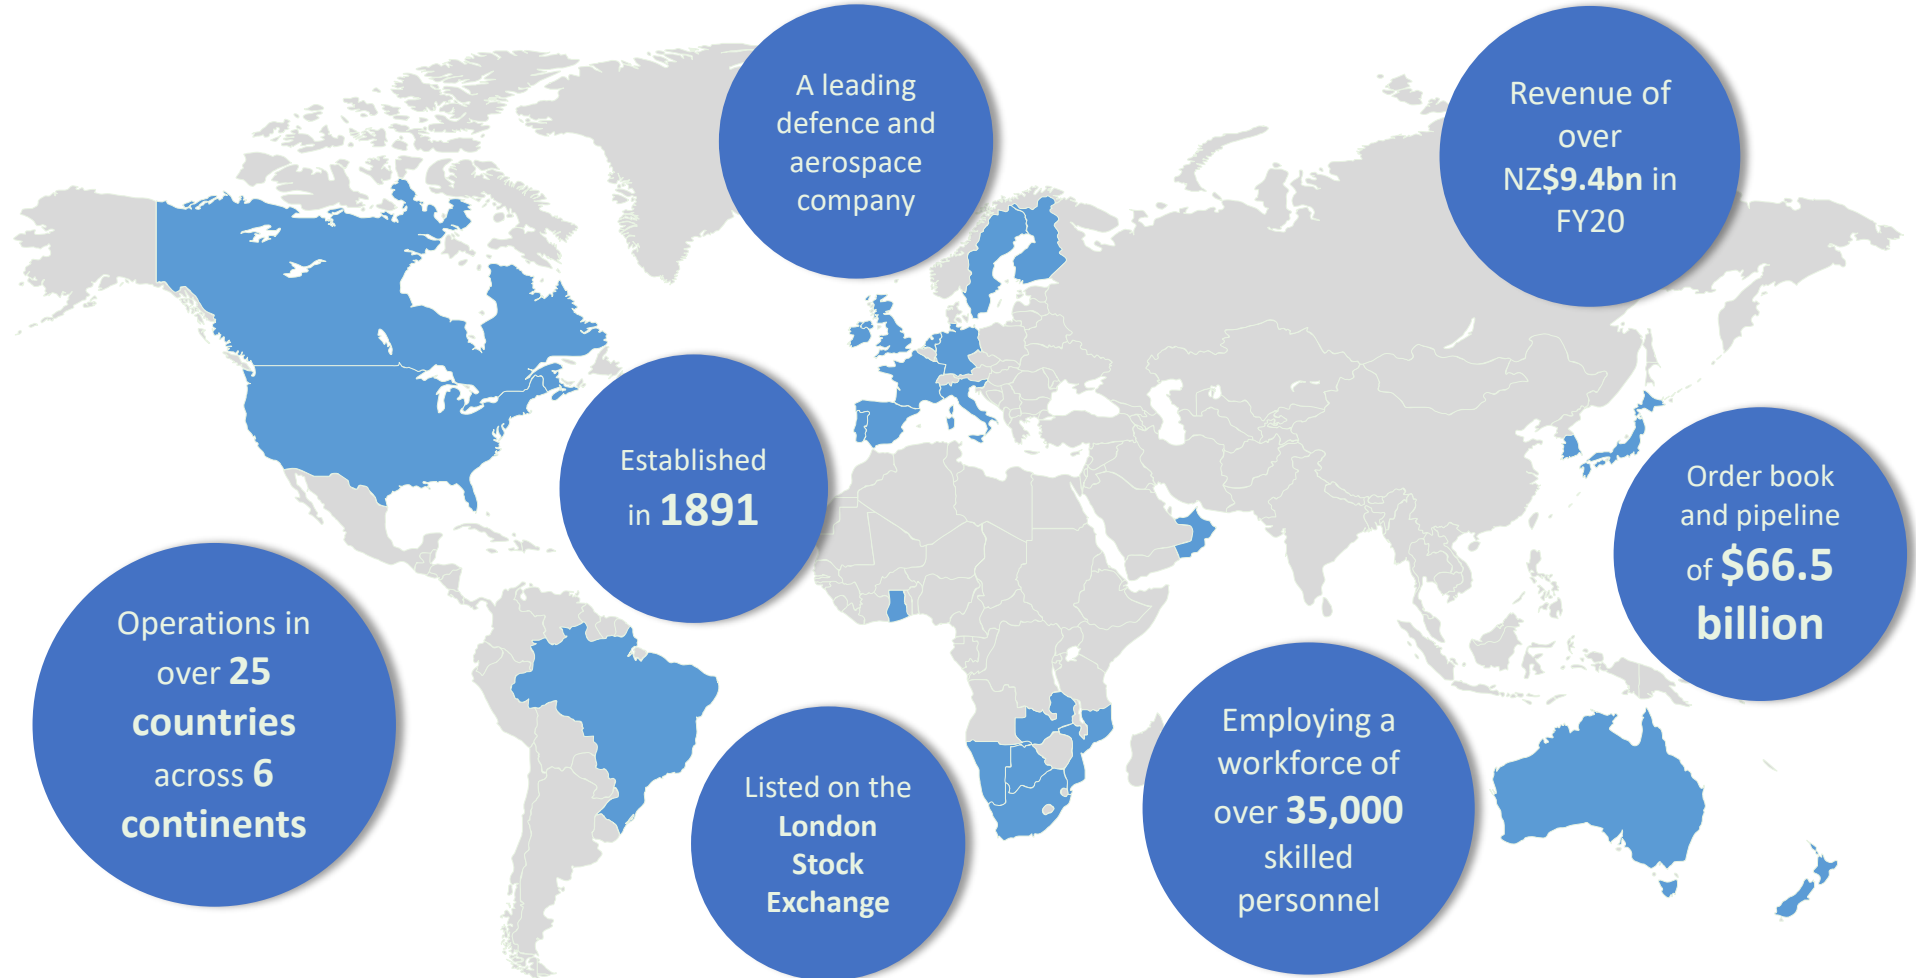 A leading
defence and
aerospace
company
Revenue of
over
NZ$9.4bn in
FY20
Established
in 1891
Order book
and pipeline
of $66.5
billion
Operations in
over 25
countries
across 6
continents
Listed on the
London
Stock
Exchange
Employing a
workforce of
over 35,000
skilled
personnel